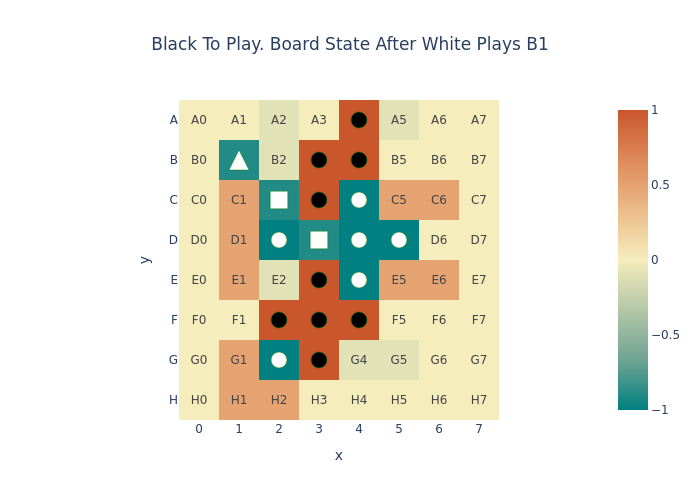 Black To Play. Board State After White Plays B1
A A0 A1 A2 A3 A5 A6 A7
B B0 B2 B5 B6 B7
C C0 C1 C5 C6 C7
D D0 D1 D6 D7
E E0 E1 E2 E5 E6 E7
F F0 F1 F5 F6 F7
G G0 G1 G4 G5 G6 G7
H H0 H1 H2 H3 H4 H5 H6 H7
0 1 2 3 4 5 6 7
x
y
1
0.5
0
−0.5
−1